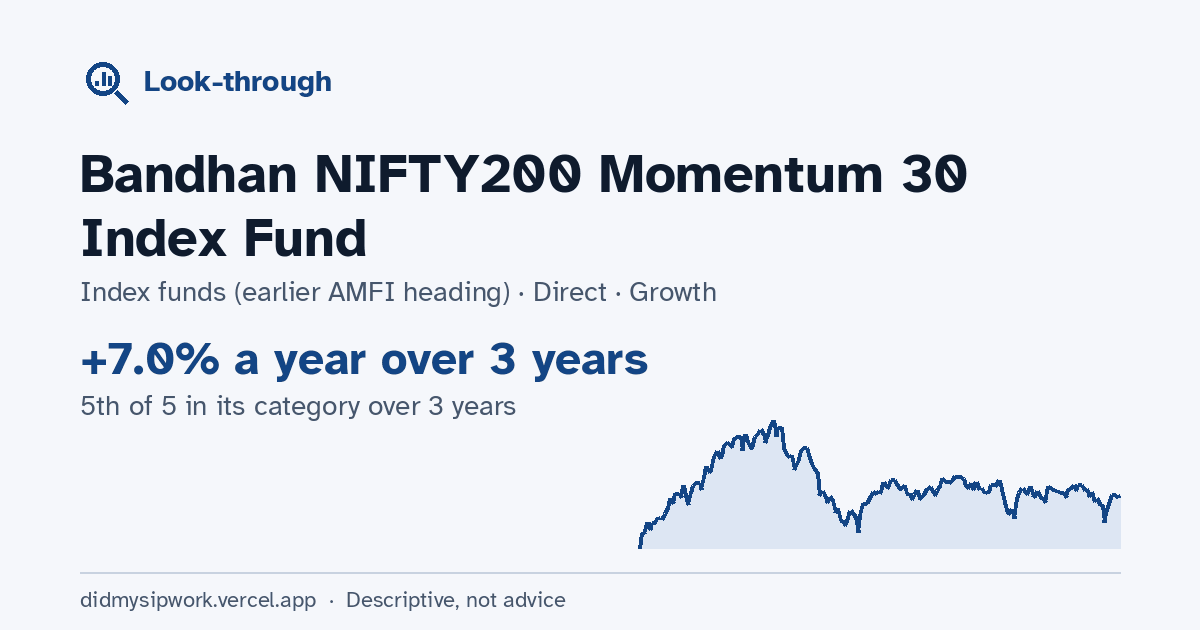 Look-through
Bandhan NIFTY200 Momentum 30
Index Fund
Index funds (earlier AMFI heading) · Direct · Growth
+7.0% a year over 3 years
5th of 5 in its category over 3 years
didmysipwork.vercel.app · Descriptive, not advice